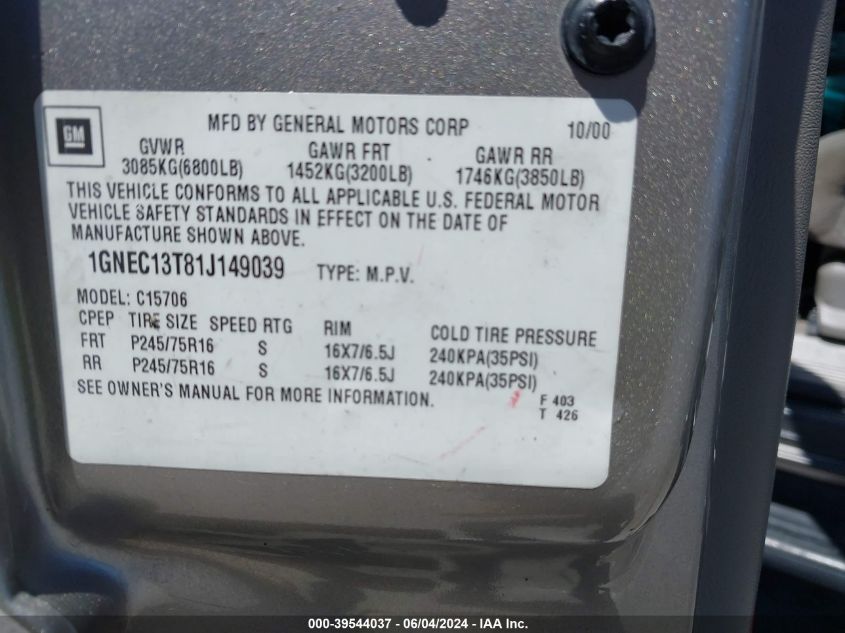 GM MFD BY GENERAL MOTORS CORP 10/00
GVWR GAWR FRT GAWR RR
3085KG(6800LB) 1452KG(3200LB) 1746KG(3850LB)
THIS VEHICLE CONFORMS TO ALL APPLICABLE U.S. FEDERAL MOTOR
VEHICLE SAFETY STANDARDS IN EFFECT ON THE DATE OF
MANUFACTURE SHOWN ABOVE.
1GNEC13T81J149039 TYPE: M.P.V.
MODEL: C15706
CPEP TIRE SIZE SPEED RTG RIM COLD TIRE PRESSURE
FRT P245/75R16 S 16X7/6.5J 240KPA(35PSI)
RR P245/75R16 S 16X7/6.5J 240KPA(35PSI)
SEE OWNER'S MANUAL FOR MORE INFORMATION.
F 403
T 426
000-39544037 - 06/04/2024 - IAA Inc.